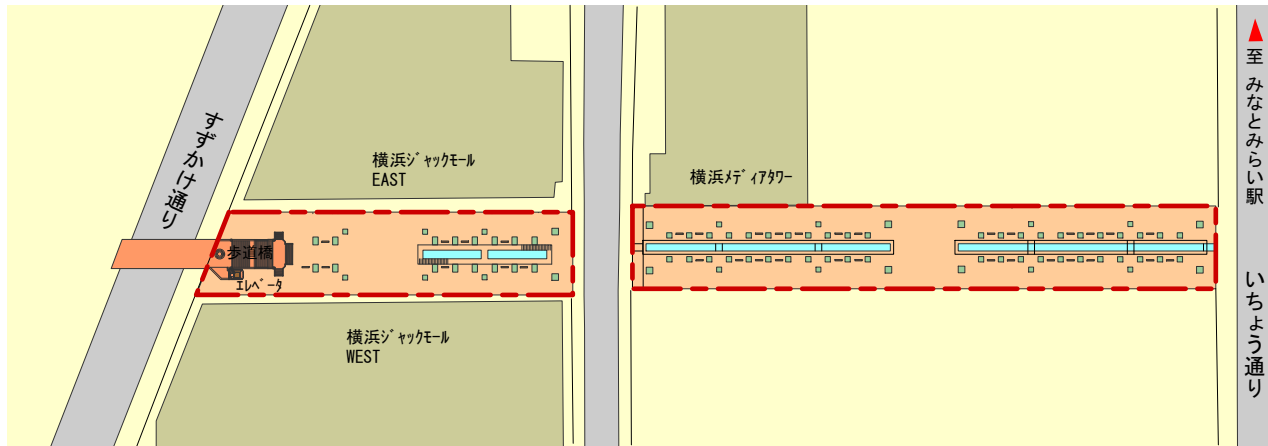 すずかけ通り
横浜ｼﾞｬｯｸﾓｰﾙ
EAST
歩道橋
ｴﾚﾍﾞｰﾀ
横浜ｼﾞｬｯｸﾓｰﾙ
WEST
横浜ﾒﾃﾞｨｱﾀﾜｰ
至 みなとみらい駅
いちょう通り